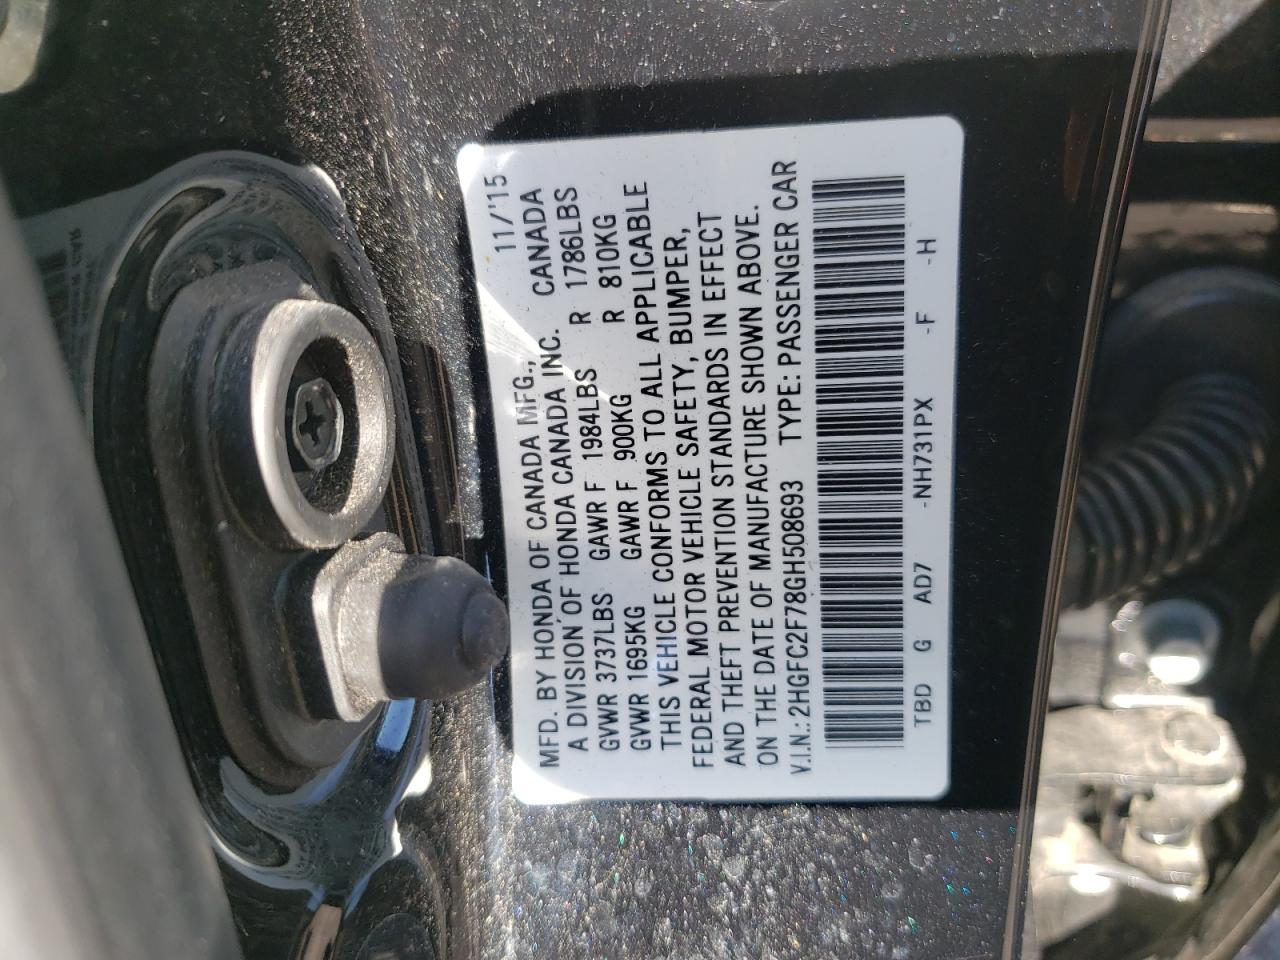 11/'15
MFD. BY HONDA OF CANADA MFG.,
A DIVISION OF HONDA CANADA INC. CANADA
GVWR 3737LBS GAWR F 1984LBS R 1786LBS
GVWR 1695KG GAWR F 900KG R 810KG
THIS VEHICLE CONFORMS TO ALL APPLICABLE
FEDERAL MOTOR VEHICLE SAFETY, BUMPER,
AND THEFT PREVENTION STANDARDS IN EFFECT
ON THE DATE OF MANUFACTURE SHOWN ABOVE.
V.I.N.: 2HGFC2F78GH508693 TYPE: PASSENGER CAR
TBD G AD7 -NH731PX -F -H